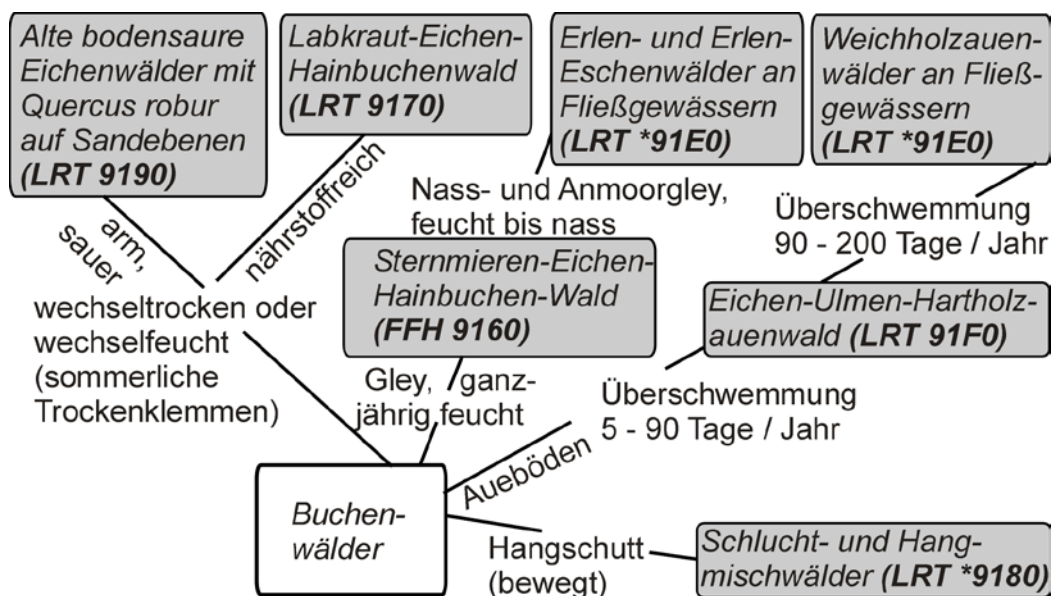 Alte bodensaure
Eichenwälder mit
Quercus robur
auf Sandebenen
(LRT 9190)
Labkraut-Eichen-
Hainbuchenwald
(LRT 9170)
Erlen- und Erlen-
Eschenwälder an
Fließgewässern
(LRT *91E0)
Weichholzauen-
wälder an Fließ-
gewässern
(LRT *91E0)
arm,
sauer
nährstoffreich
Nass- und Anmoorgley,
feucht bis nass
Überschwemmung
90 - 200 Tage / Jahr
wechseltrocken oder
wechselfeucht
(sommerliche
Trockenklemmen)
Sternmieren-Eichen-
Hainbuchen-Wald
(FFH 9160)
Eichen-Ulmen-Hartholz-
auenwald (LRT 91F0)
Gley, ganz-
jährig feucht
Überschwemmung
5 - 90 Tage / Jahr
Aueböden
Buchen-
wälder
Hangschutt
(bewegt)
Schlucht- und Hang-
mischwälder (LRT *9180)